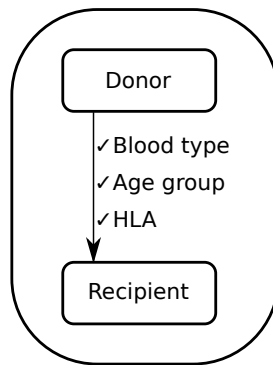 Donor
✓Blood type
✓Age group
✓HLA
Recipient